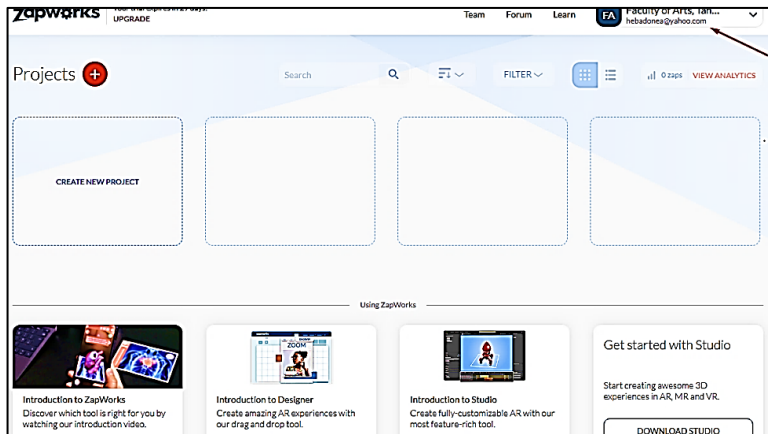 zapworks
Your trial expires in 29 days.
UPGRADE
Team
Forum
Learn
FA
Faculty of Arts, Tan...
hebadonea@yahoo.com
Projects
Search
FILTER
0 zaps
VIEW ANALYTICS
CREATE NEW PROJECT
Using ZapWorks
ZOOM
Introduction to ZapWorks
Discover which tool is right for you by
watching our introduction video.
Introduction to Designer
Create amazing AR experiences with
our drag and drop tool.
Introduction to Studio
Create fully-customizable AR with our
most feature-rich tool.
Get started with Studio
Start creating awesome 3D
experiences in AR, MR and VR.
DOWNLOAD STUDIO